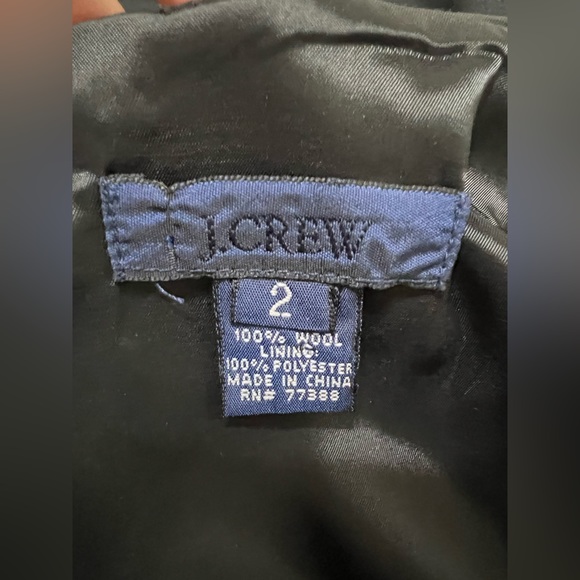 J.CREW
2
100% WOOL
LINING:
100% POLYESTER
MADE IN CHINA
RN# 77388